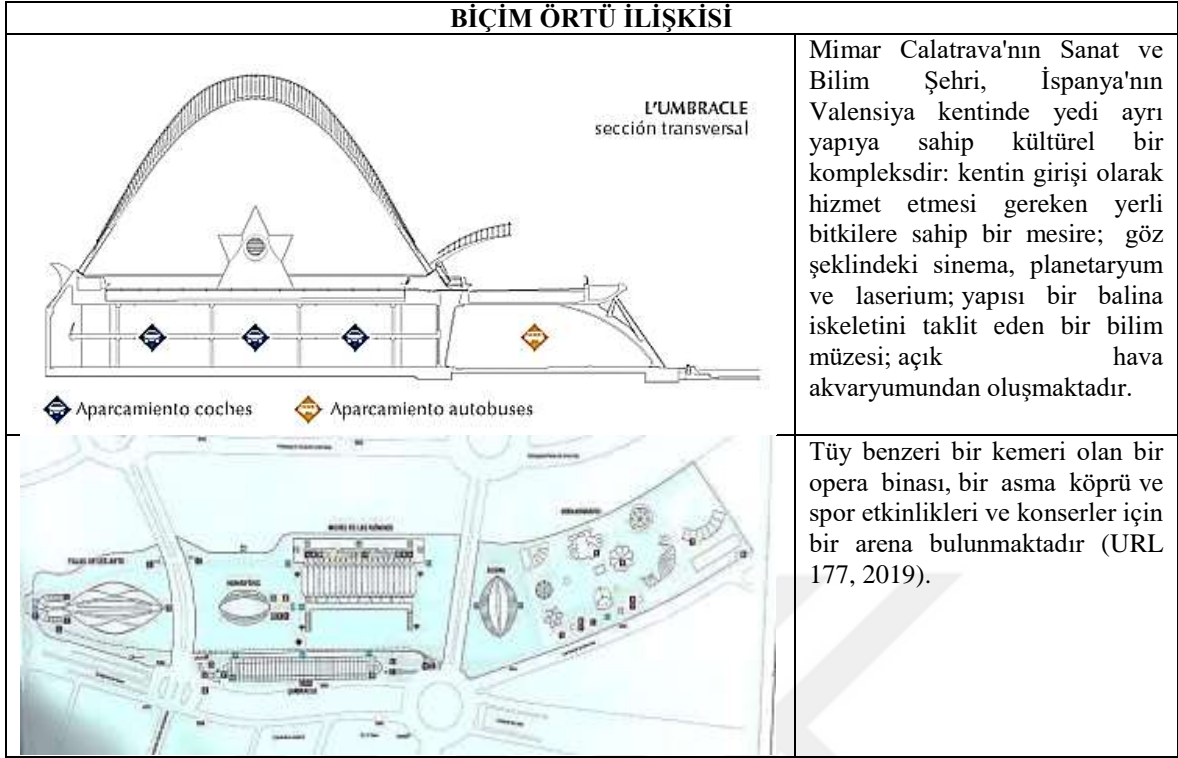 BİÇİM ÖRTÜ İLİŞKİSİ
L'UMBRACLE
sección transversal
Aparcamiento coches
Aparcamiento autobuses
Mimar Calatrava'nın Sanat ve
Bilim Şehri, İspanya'nın
Valensiya kentinde yedi ayrı
yapıya sahip kültürel bir
kompleksdir: kentin girişi olarak
hizmet etmesi gereken yerli
bitkilere sahip bir mesire; göz
şeklindeki sinema, planetaryum
ve laserium; yapısı bir balina
iskeletini taklit eden bir bilim
müzesi; açık hava
akvaryumundan oluşmaktadır.
UMBRACLE
Tüy benzeri bir kemeri olan bir
opera binası, bir asma köprü ve
spor etkinlikleri ve konserler için
bir arena bulunmaktadır (URL
177, 2019).